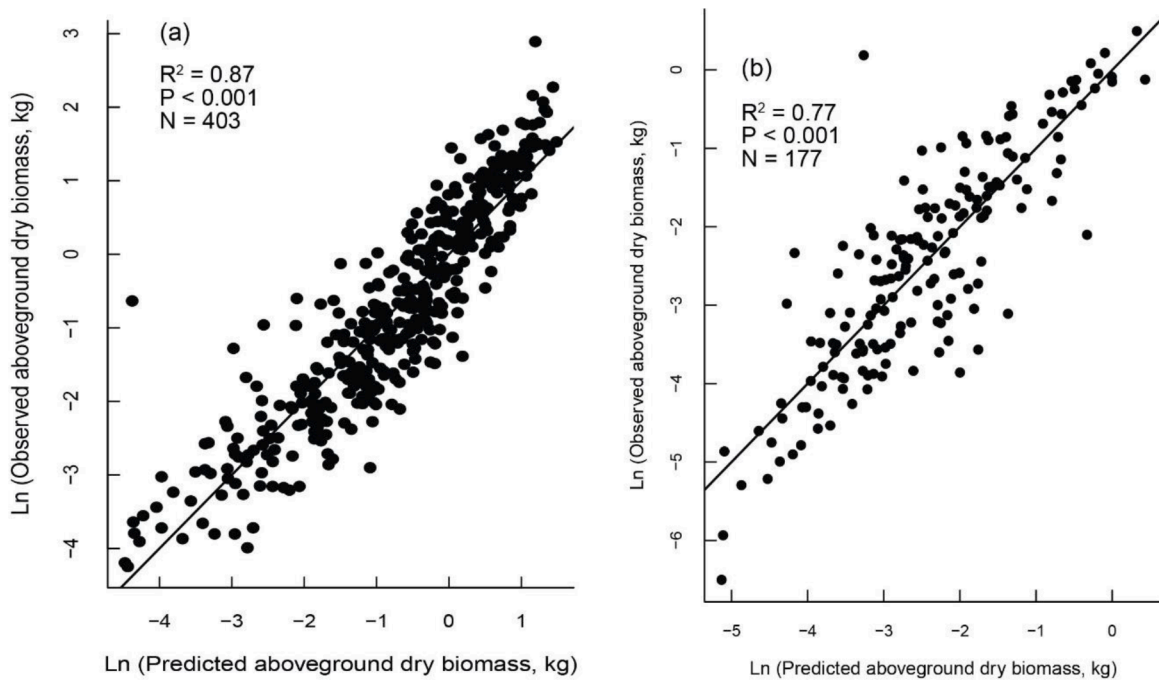 (a)
R² = 0.87
P < 0.001
N = 403
Ln (Observed aboveground dry biomass, kg)
3
2
1
0
−1
−2
−3
−4
−4 −3 −2 −1 0 1
Ln (Predicted aboveground dry biomass, kg)
(b)
R² = 0.77
P < 0.001
N = 177
Ln (Observed aboveground dry biomass, kg)
0
−1
−2
−3
−4
−5
−6
−5 −4 −3 −2 −1 0
Ln (Predicted aboveground dry biomass, kg)